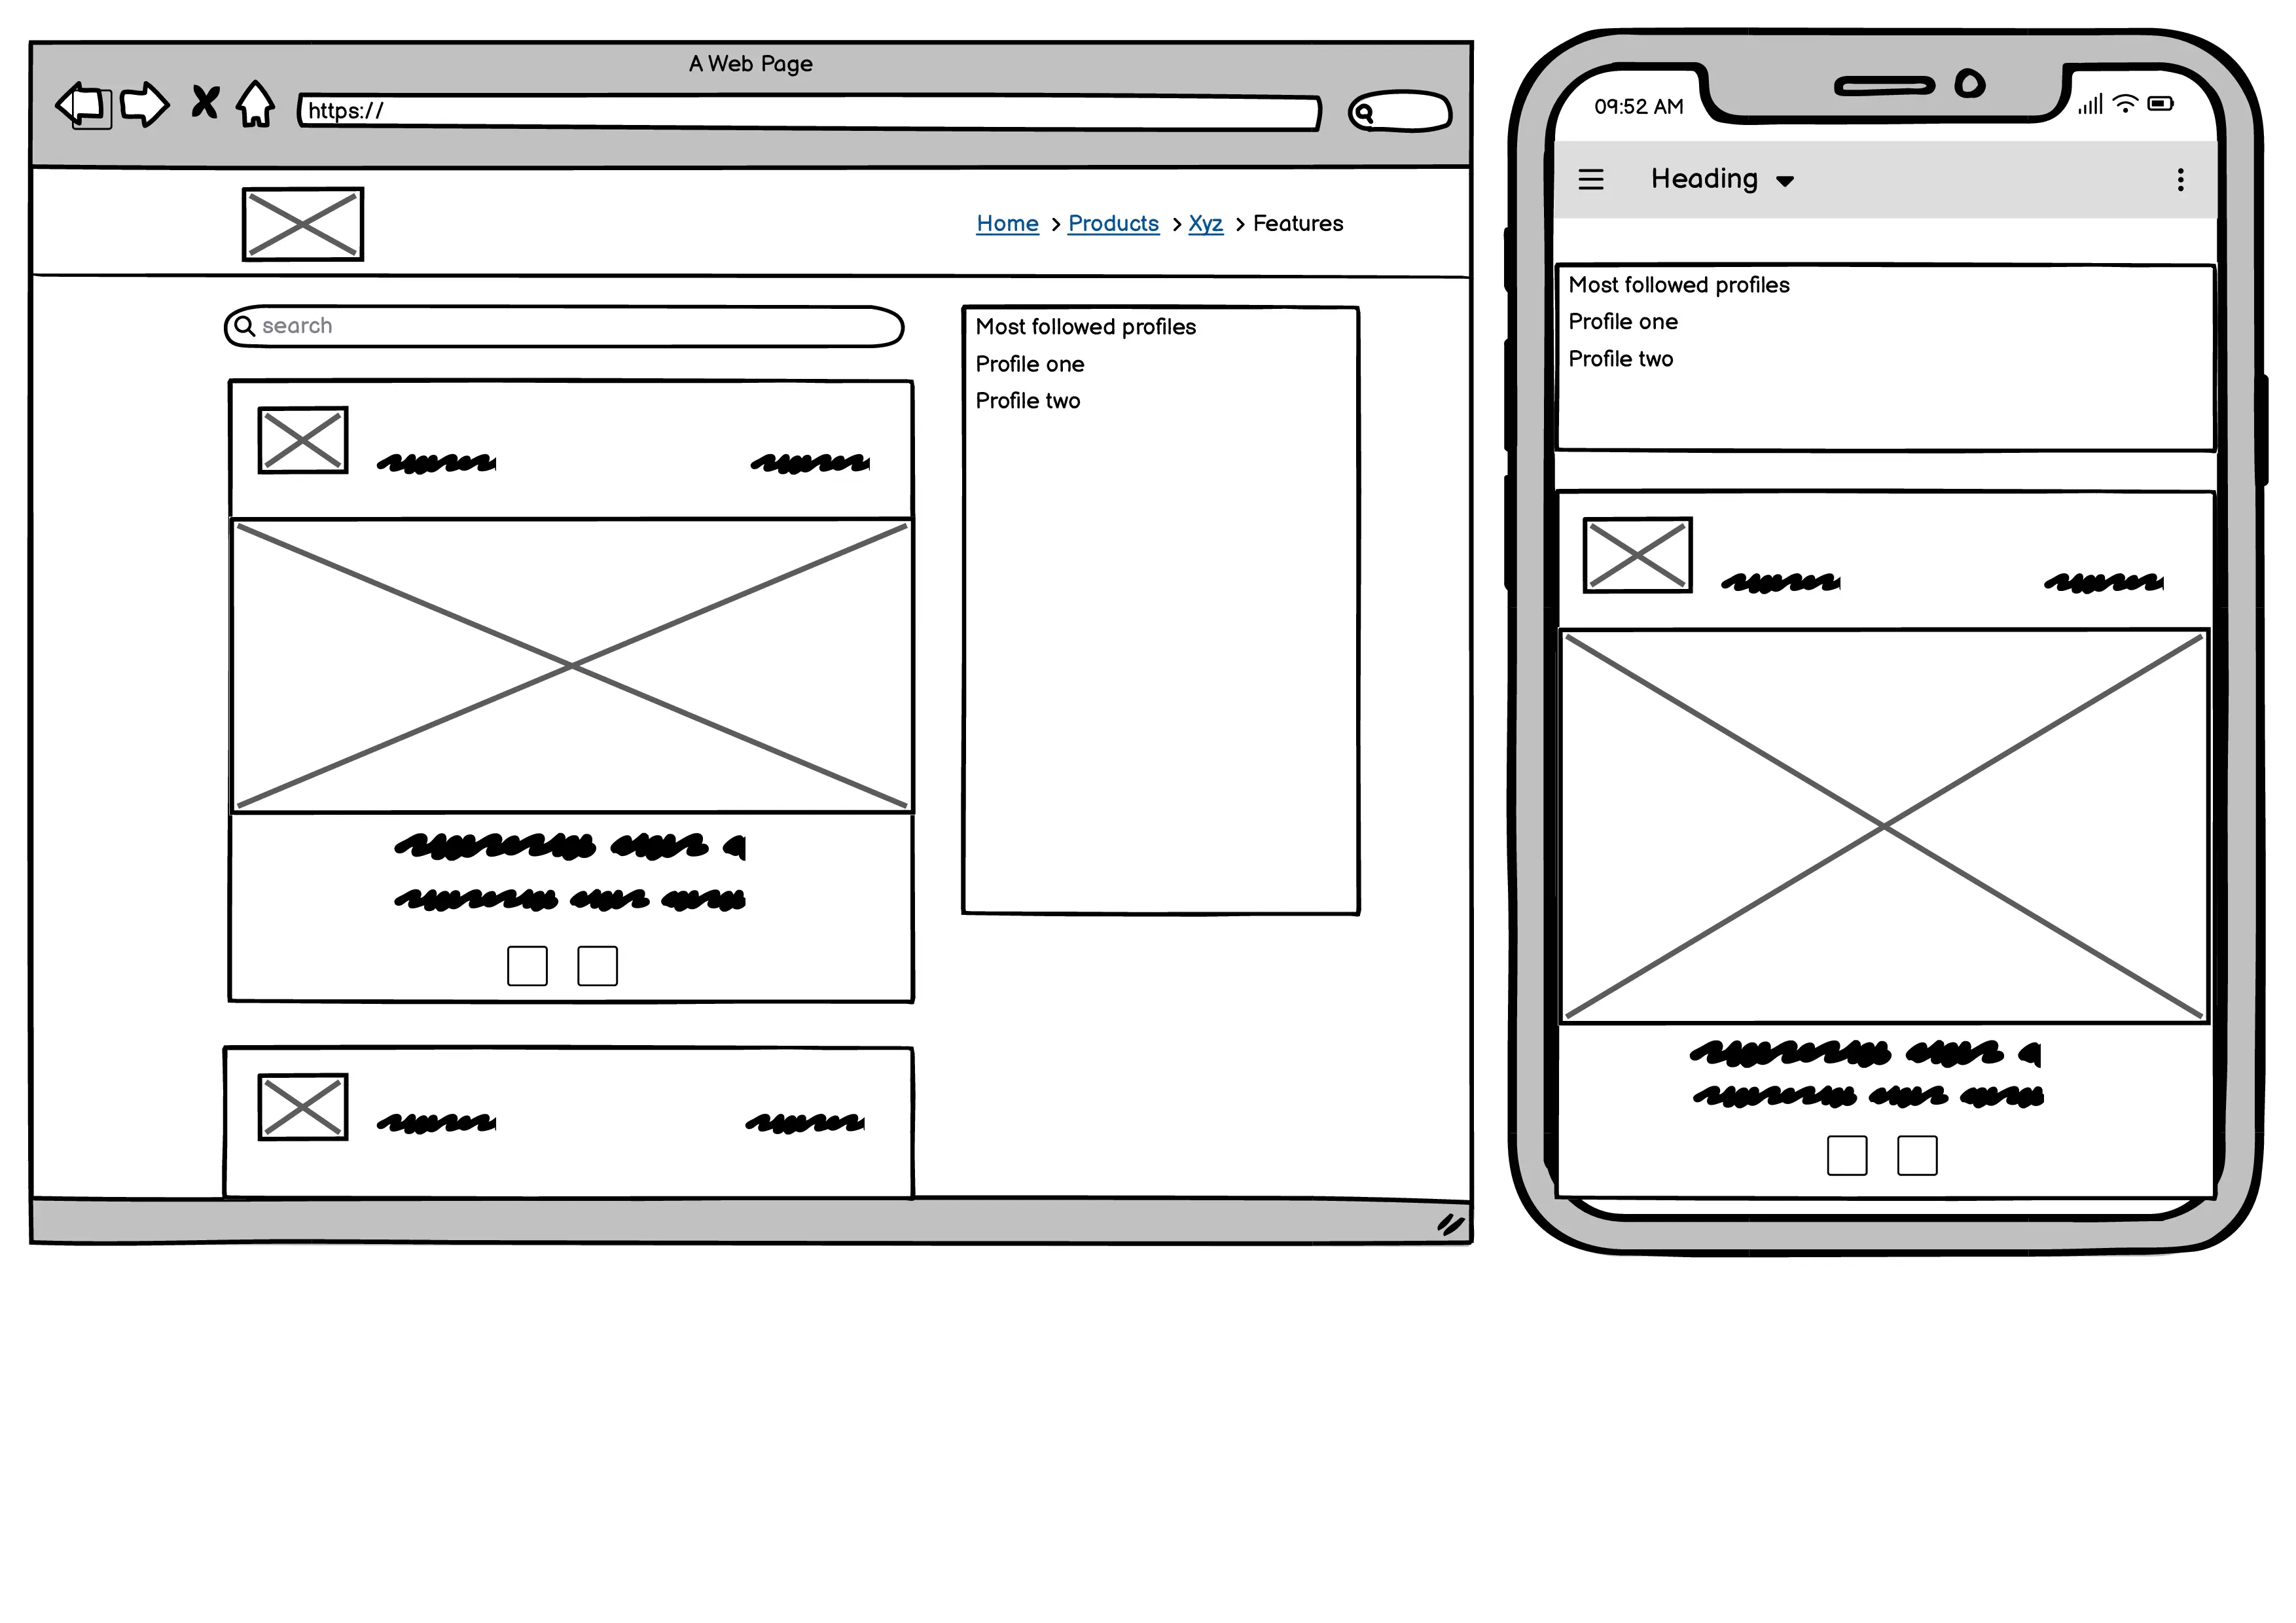 A Web Page
https://
Home > Products > Xyz > Features
search
Most followed profiles
Profile one
Profile two
09:52 AM
Heading
Most followed profiles
Profile one
Profile two